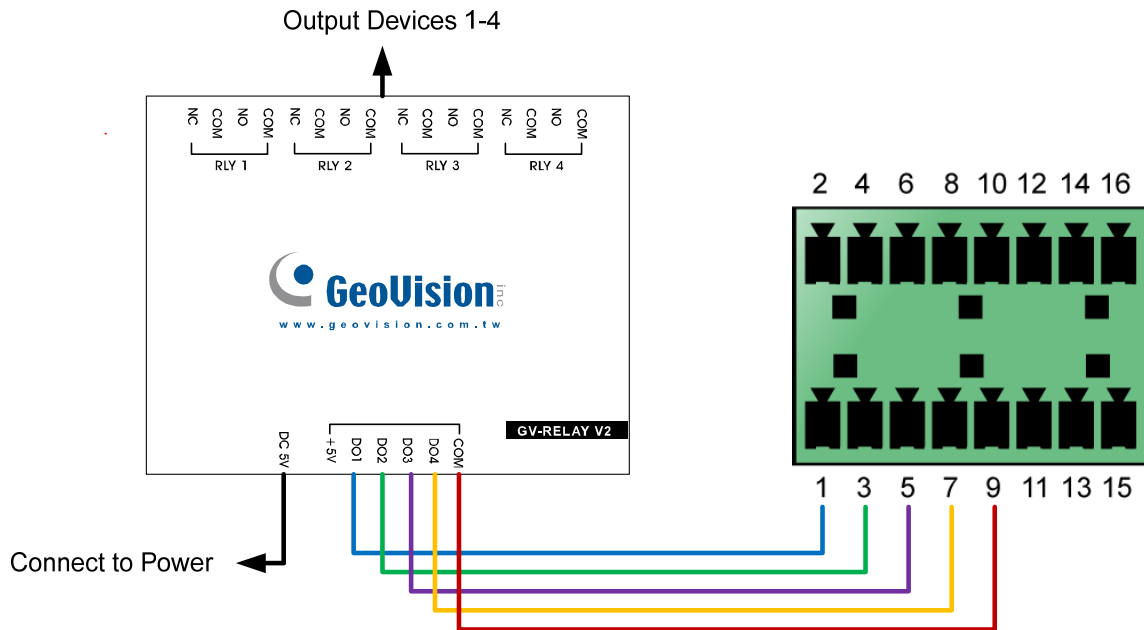 Output Devices 1-4
NC COM NO COM NC COM NO COM NC COM NO COM NC COM NO COM
RLY 1 RLY 2 RLY 3 RLY 4
GeoVision inc
www.geovision.com.tw
GV-RELAY V2
DC 5V +5V DO1 DO2 DO3 DO4 COM
Connect to Power
2 4 6 8 10 12 14 16
1 3 5 7 9 11 13 15